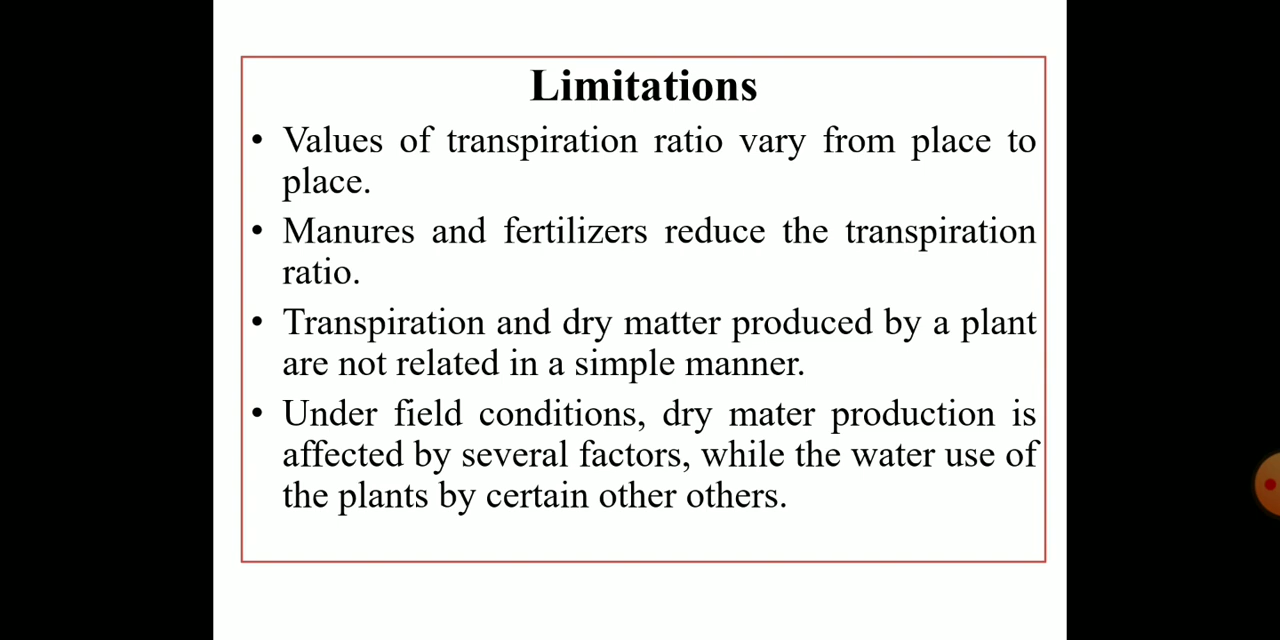 Limitations
• Values of transpiration ratio vary from place to
place.
• Manures and fertilizers reduce the transpiration
ratio.
• Transpiration and dry matter produced by a plant
are not related in a simple manner.
• Under field conditions, dry mater production is
affected by several factors, while the water use of
the plants by certain other others.